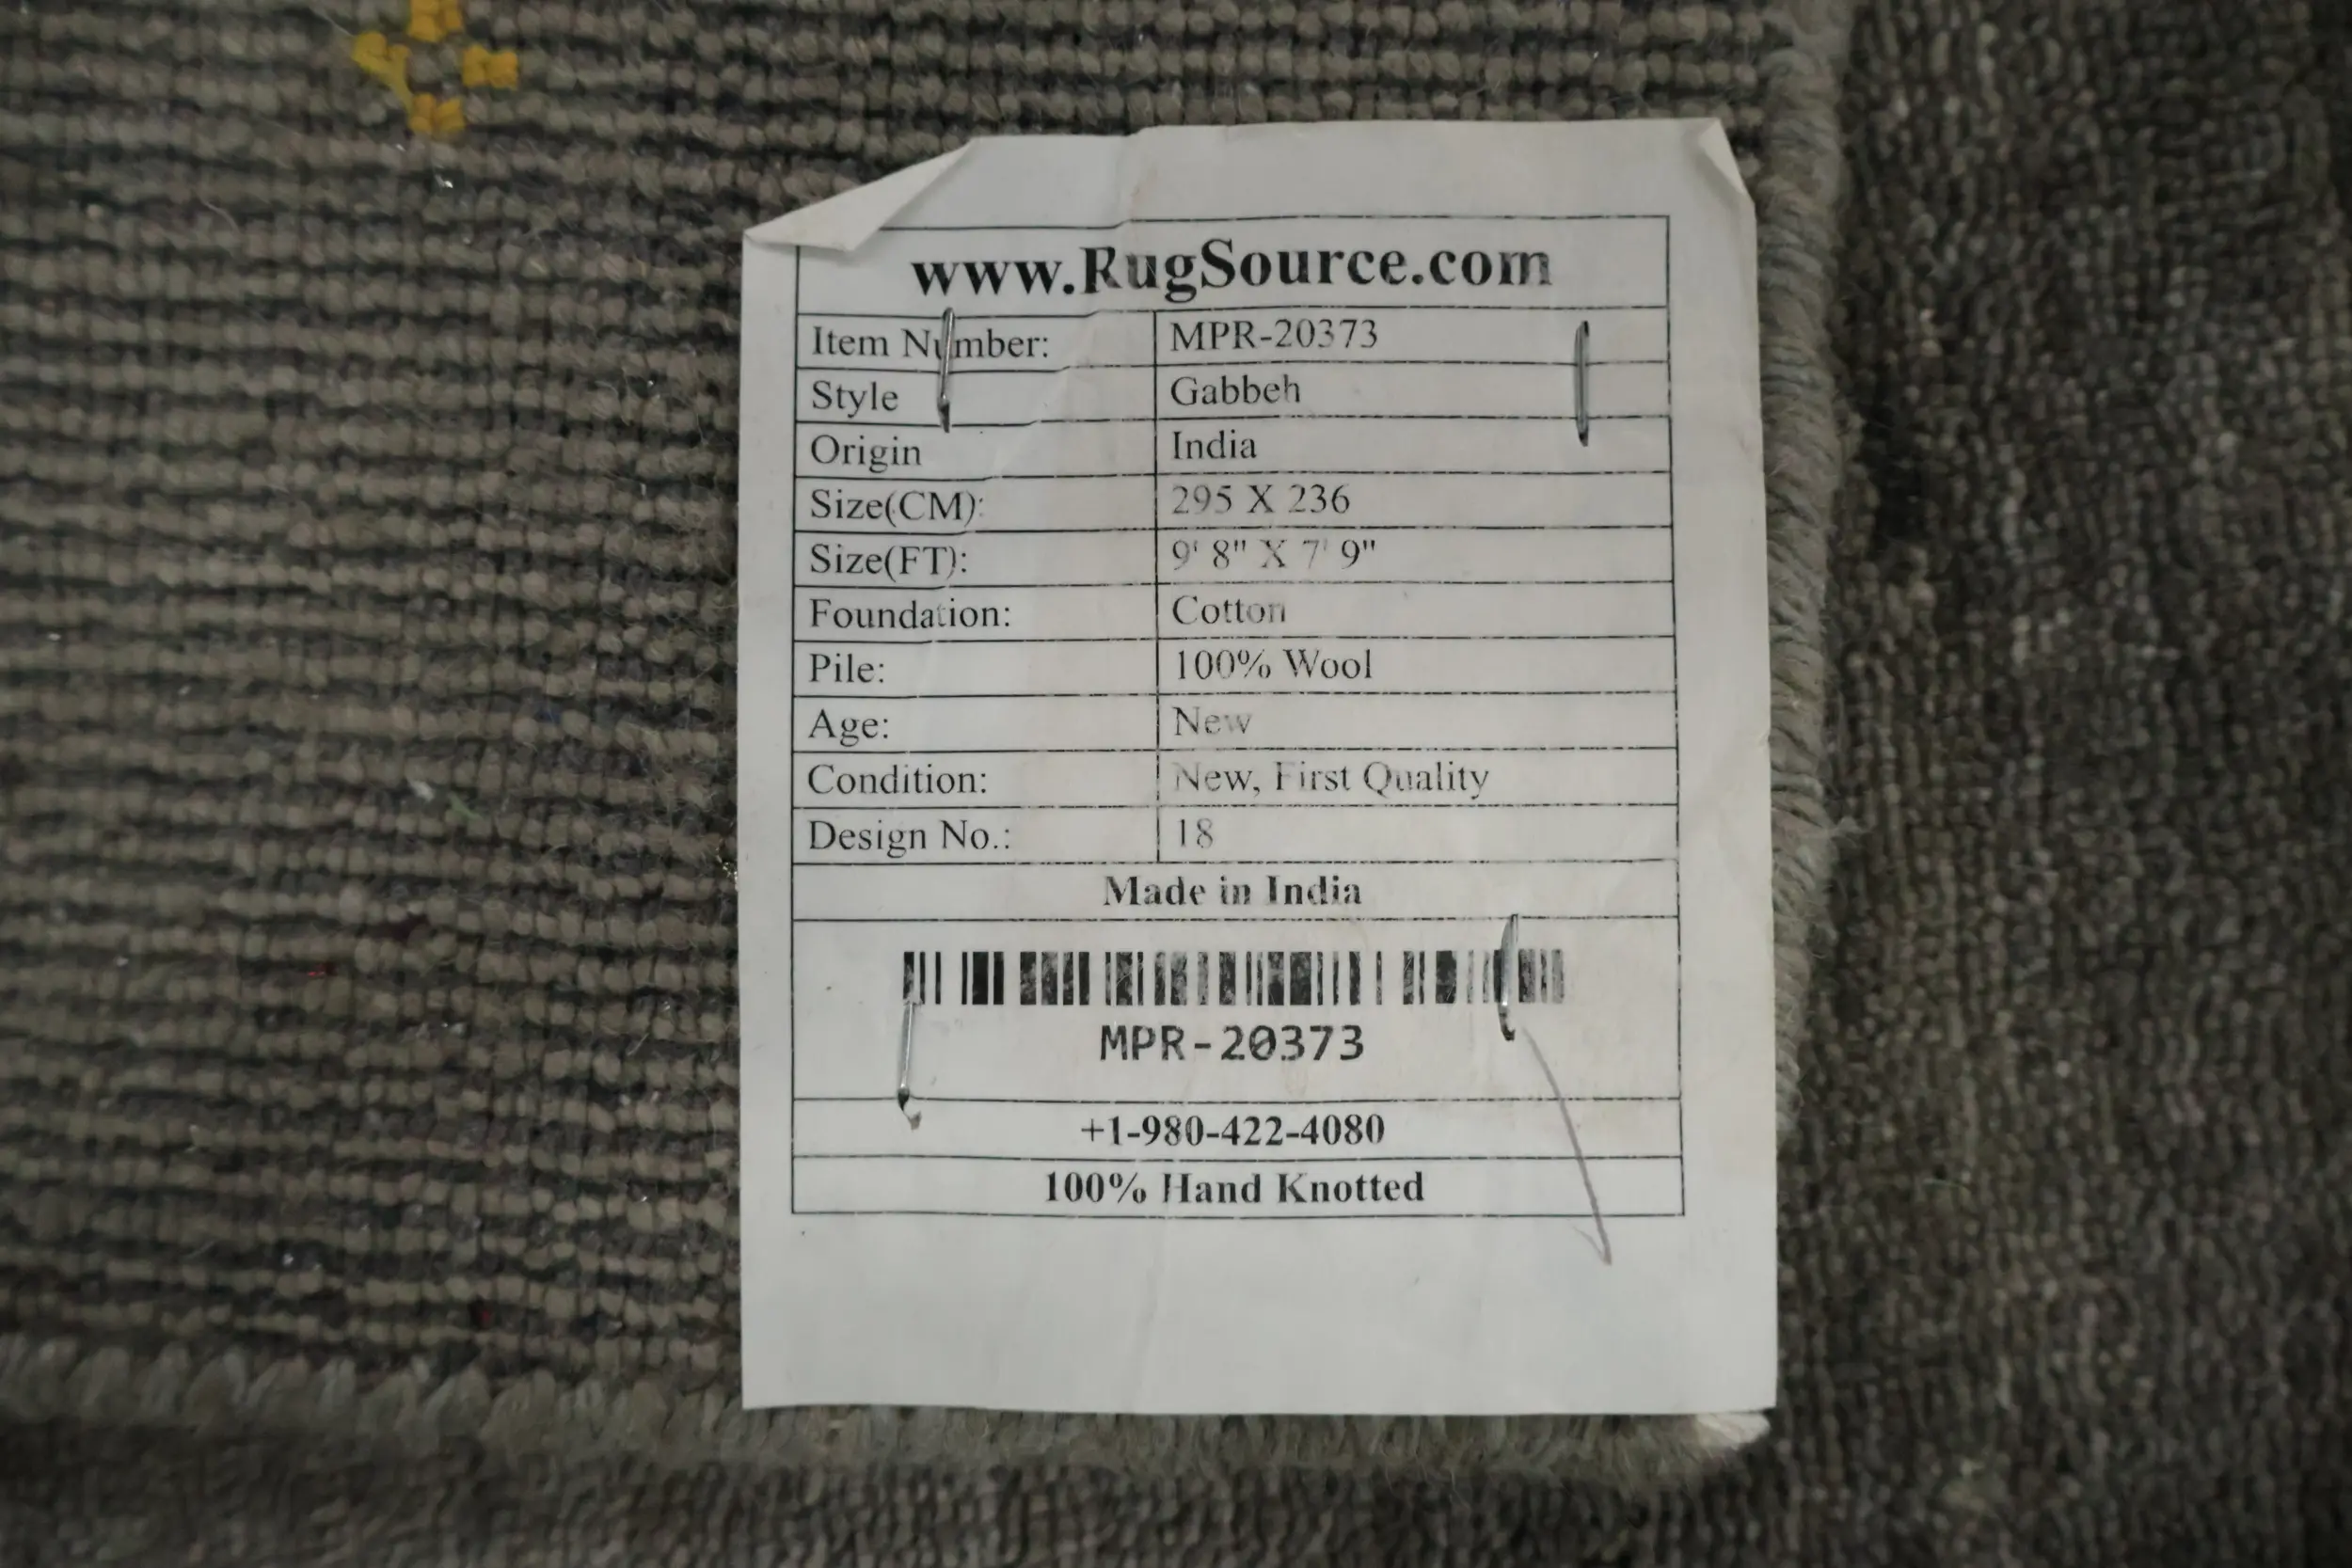 www.RugSource.com
Item Number: MPR-20373
Style Gabbeh
Origin India
Size(CM): 295 X 236
Size(FT): 9' 8" X 7' 9"
Foundation: Cotton
Pile: 100% Wool
Age: New
Condition: New, First Quality
Design No.: 18
Made in India
MPR-20373
+1-980-422-4080
100% Hand Knotted